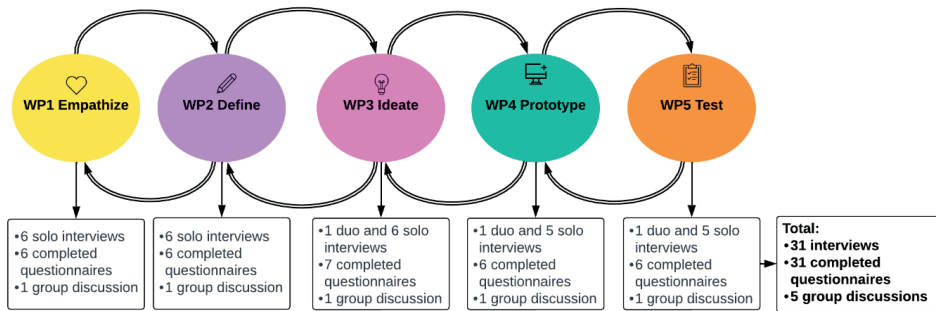 WP1 Empathize
WP2 Define
WP3 Ideate
WP4 Prototype
WP5 Test
•6 solo interviews
•6 completed
questionnaires
•1 group discussion
•6 solo interviews
•6 completed
questionnaires
•1 group discussion
•1 duo and 6 solo
interviews
•7 completed
questionnaires
•1 group discussion
•1 duo and 5 solo
interviews
•6 completed
questionnaires
•1 group discussion
•1 duo and 5 solo
interviews
•6 completed
questionnaires
•1 group discussion
Total:
•31 interviews
•31 completed
questionnaires
•5 group discussions